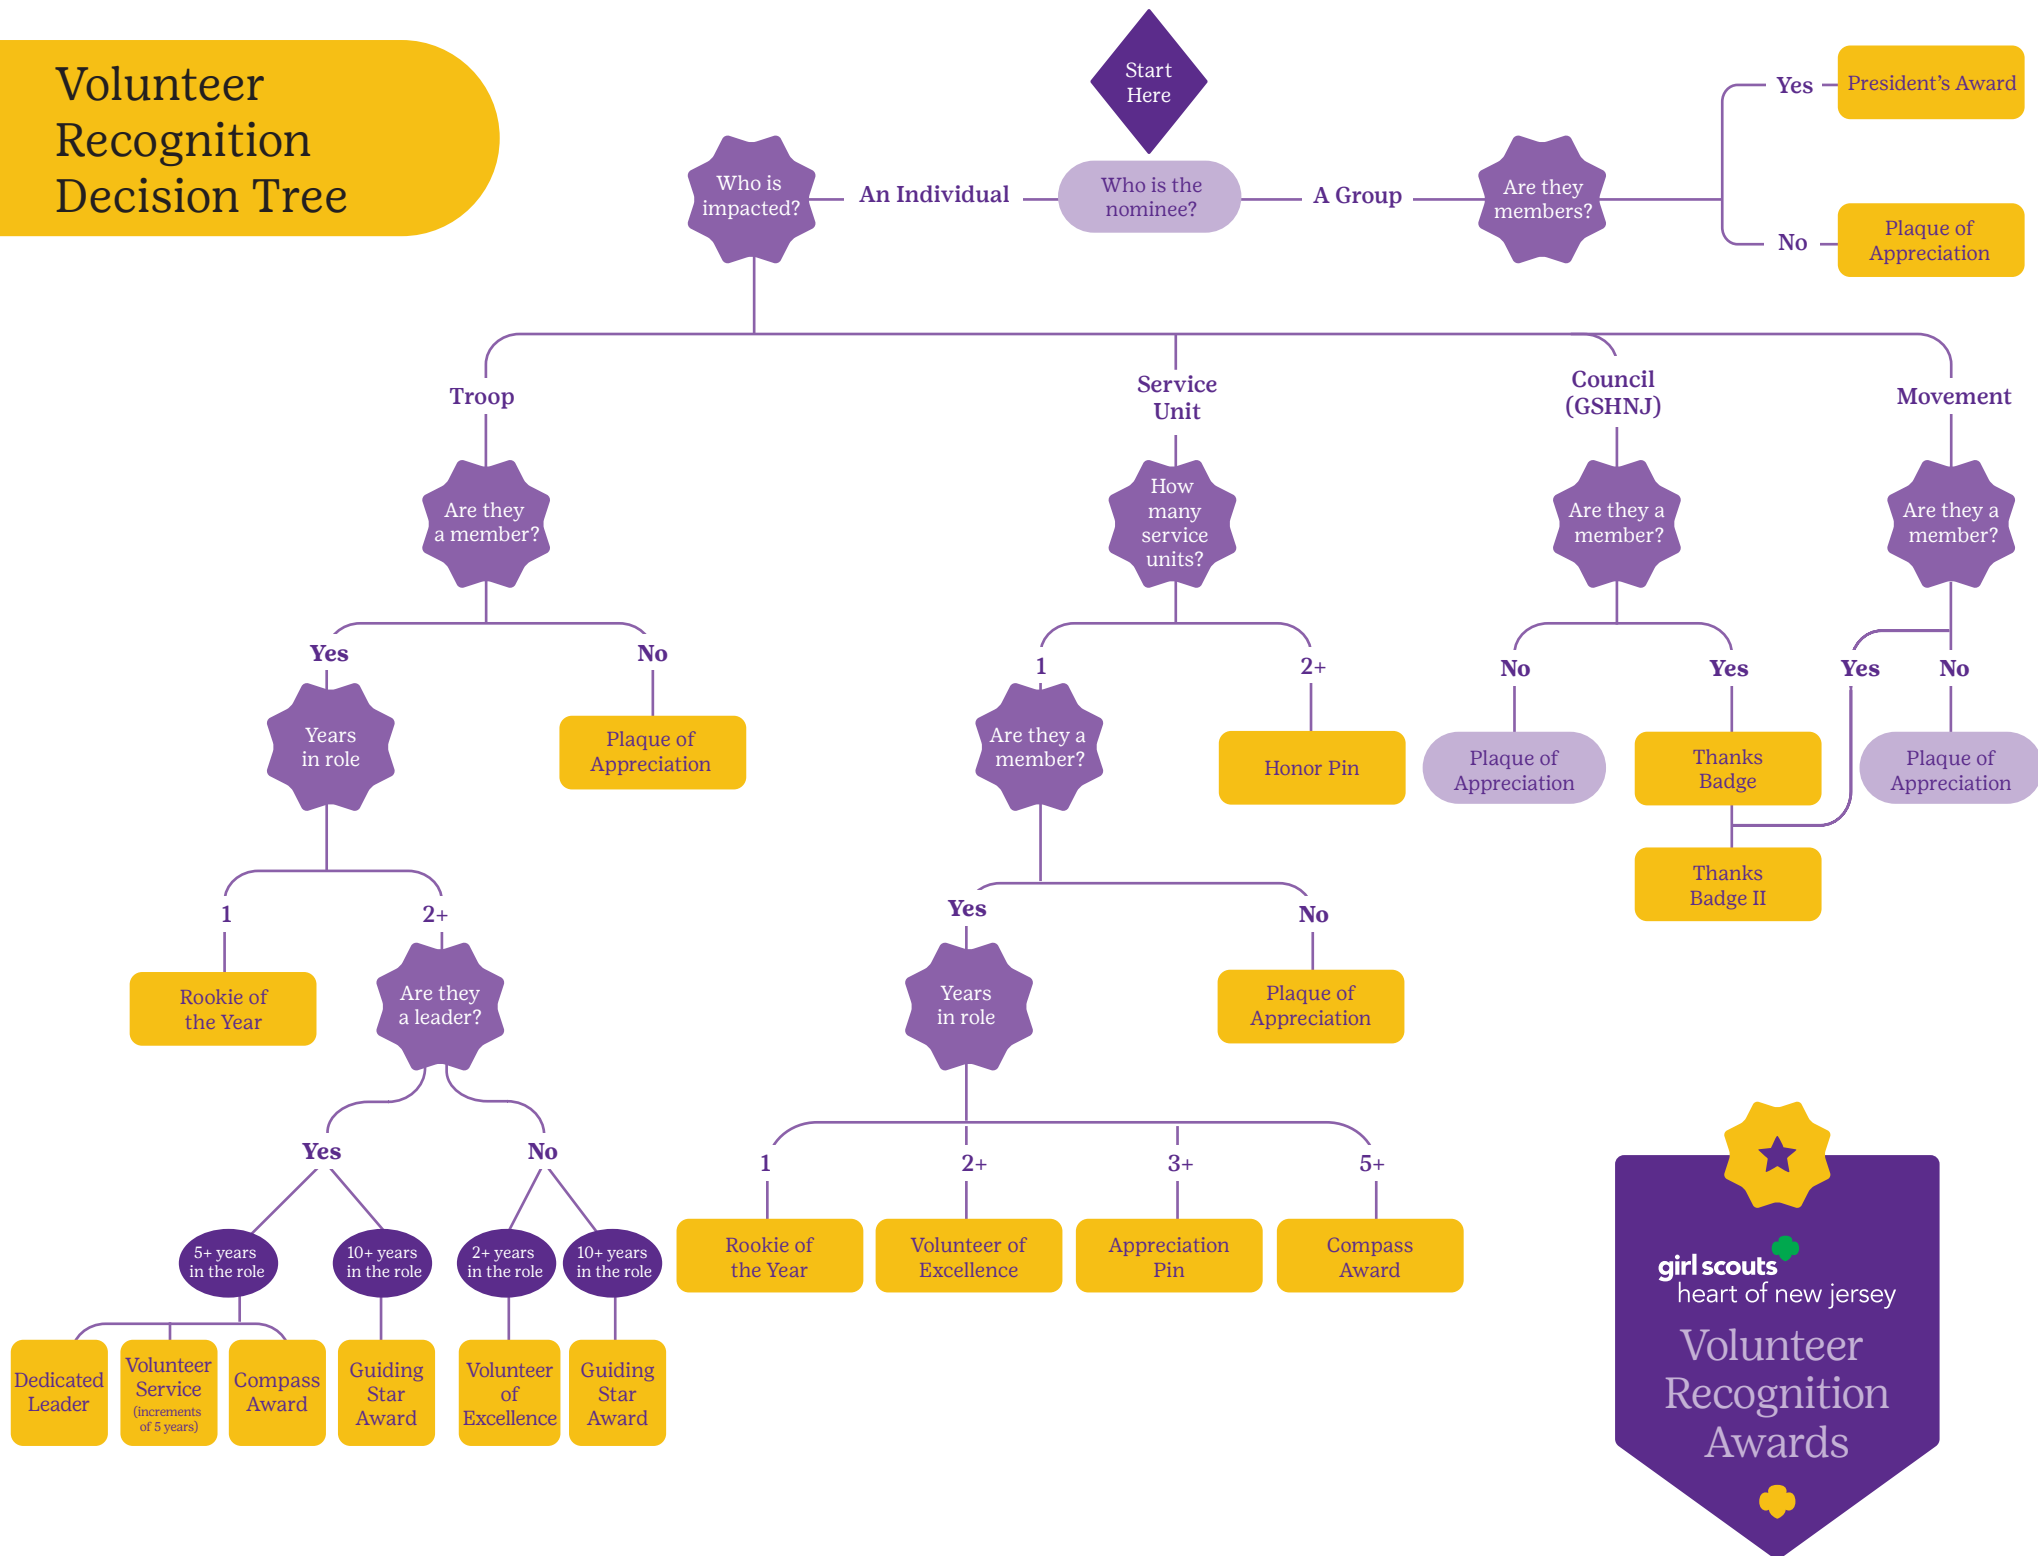 Volunteer
Recognition
Decision Tree
Start
Here
Who is
impacted?
An Individual
Who is the
nominee?
A Group
Are they
members?
Yes
President's Award
No
Plaque of
Appreciation
Troop
Service
Unit
Council
(GSHNJ)
Movement
Are they
a member?
How
many
service
units?
Are they a
member?
Are they a
member?
Yes
No
1
2+
No
Yes
Yes
No
Years
in role
Plaque of
Appreciation
Are they a
member?
Honor Pin
Plaque of
Appreciation
Thanks
Badge
Plaque of
Appreciation
Thanks
Badge II
1
2+
Yes
No
Rookie of
the Year
Are they
a leader?
Years
in role
Plaque of
Appreciation
Yes
No
1
2+
3+
5+
5+ years
in the role
10+ years
in the role
2+ years
in the role
10+ years
in the role
Rookie of
the Year
Volunteer of
Excellence
Appreciation
Pin
Compass
Award
Dedicated
Leader
Volunteer
Service
(increments
of 5 years)
Compass
Award
Guiding
Star
Award
Volunteer
of
Excellence
Guiding
Star
Award
girl scouts
heart of new jersey
Volunteer
Recognition
Awards